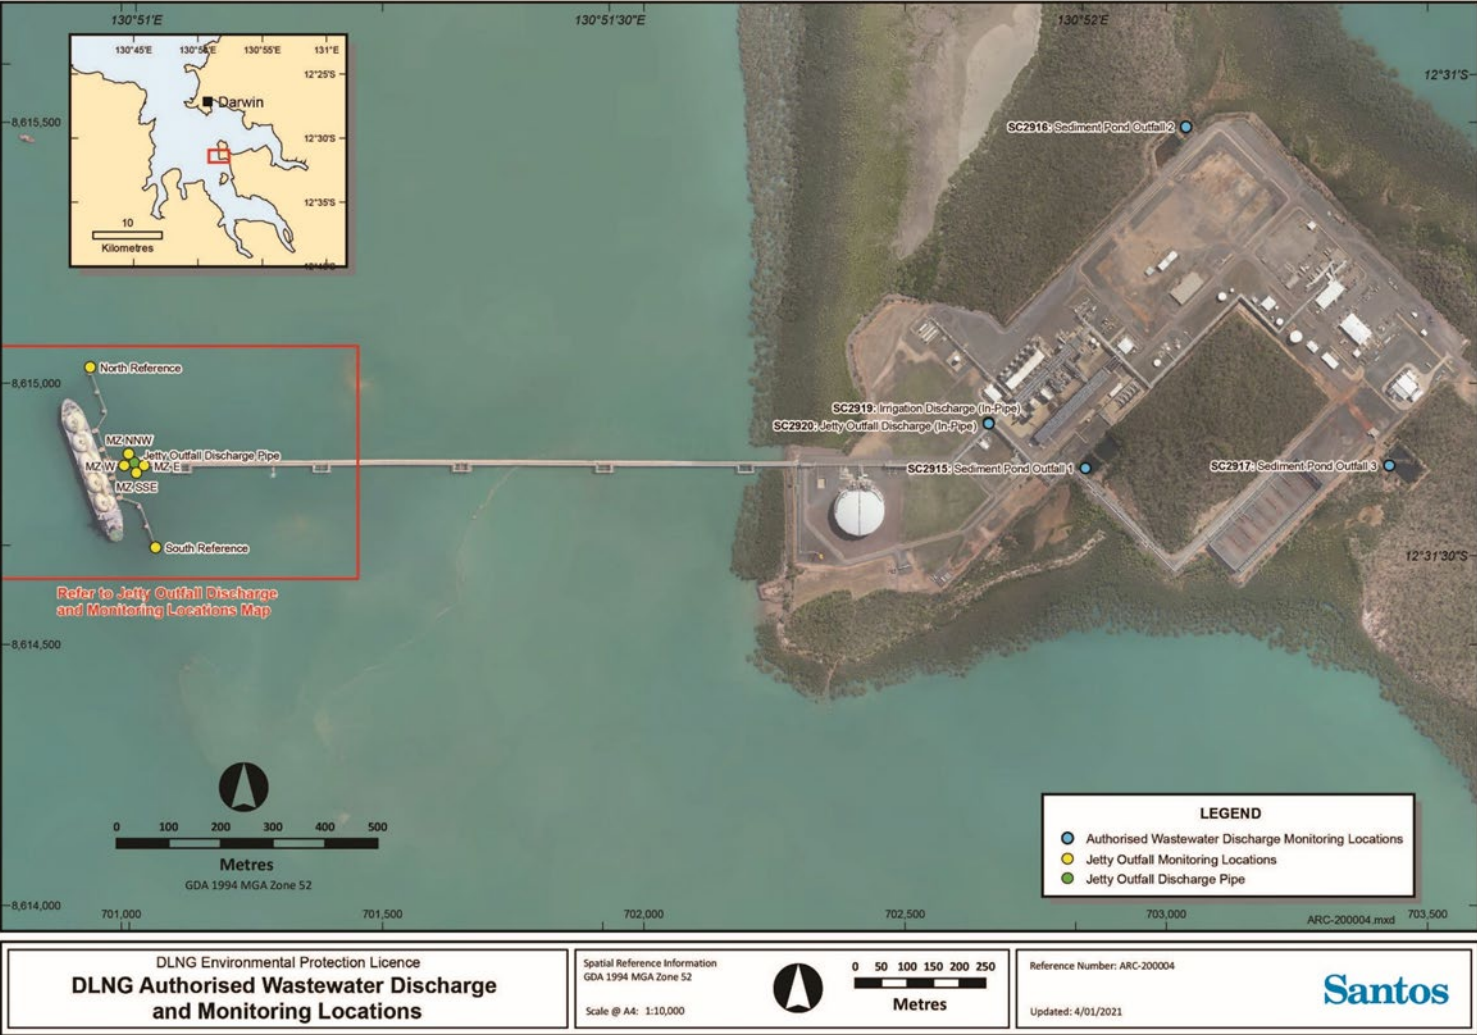 130°51'E
130°51'30"E
130°52'E
130°45'E
130°50'E
130°55'E
131°E
12°25'S
12°30'S
12°35'S
12°40'S
Darwin
10
Kilometres
12°31'S
12°31'30"S
8,615,500
8,615,000
8,614,500
8,614,000
SC2916: Sediment Pond Outfall 2
SC2919: Irrigation Discharge (In-Pipe)
SC2920: Jetty Outfall Discharge (In-Pipe)
SC2915: Sediment Pond Outfall 1
SC2917: Sediment Pond Outfall 3
North Reference
MZ-NNW
Jetty Outfall Discharge Pipe
MZ-W
MZ-E
MZ-SSE
South Reference
Refer to Jetty Outfall Discharge
and Monitoring Locations Map
0 100 200 300 400 500
Metres
GDA 1994 MGA Zone 52
LEGEND
Authorised Wastewater Discharge Monitoring Locations
Jetty Outfall Monitoring Locations
Jetty Outfall Discharge Pipe
701,000
701,500
702,000
702,500
703,000
703,500
ARC-200004.mxd
DLNG Environmental Protection Licence
DLNG Authorised Wastewater Discharge
and Monitoring Locations
Spatial Reference Information
GDA 1994 MGA Zone 52
Scale @ A4: 1:10,000
0 50 100 150 200 250
Metres
Reference Number: ARC-200004
Updated: 4/01/2021
Santos